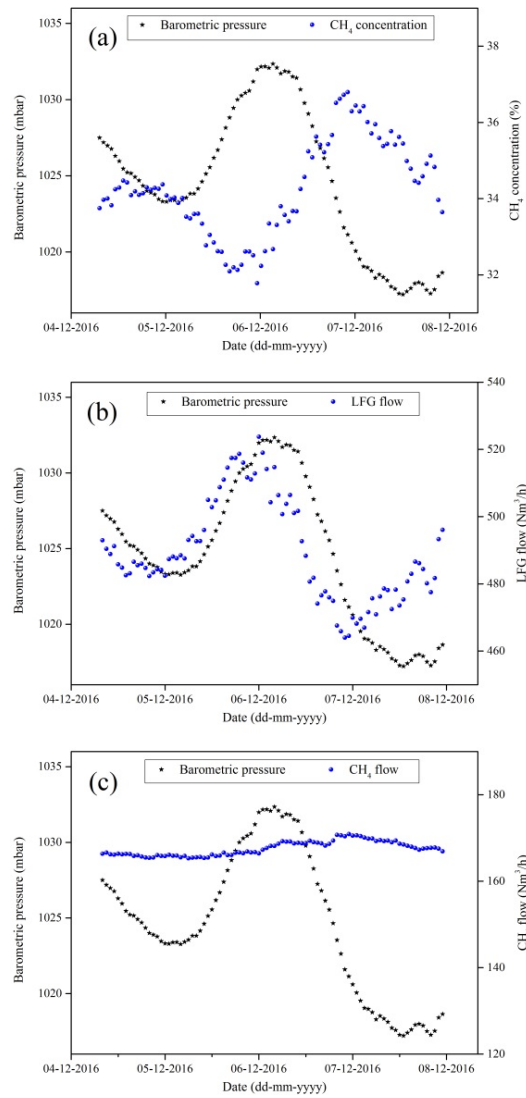 (a)
Barometric pressure
CH₄ concentration
1035
1030
1025
1020
Barometric pressure (mbar)
38
36
34
32
CH₄ concentration (%)
04-12-2016 05-12-2016 06-12-2016 07-12-2016 08-12-2016
Date (dd-mm-yyyy)
(b)
Barometric pressure
LFG flow
1035
1030
1025
1020
Barometric pressure (mbar)
540
520
500
480
460
LFG flow (Nm³/h)
04-12-2016 05-12-2016 06-12-2016 07-12-2016 08-12-2016
Date (dd-mm-yyyy)
(c)
Barometric pressure
CH₄ flow
1035
1030
1025
1020
Barometric pressure (mbar)
180
160
140
120
CH₄ flow (Nm³/h)
04-12-2016 05-12-2016 06-12-2016 07-12-2016 08-12-2016
Date (dd-mm-yyyy)